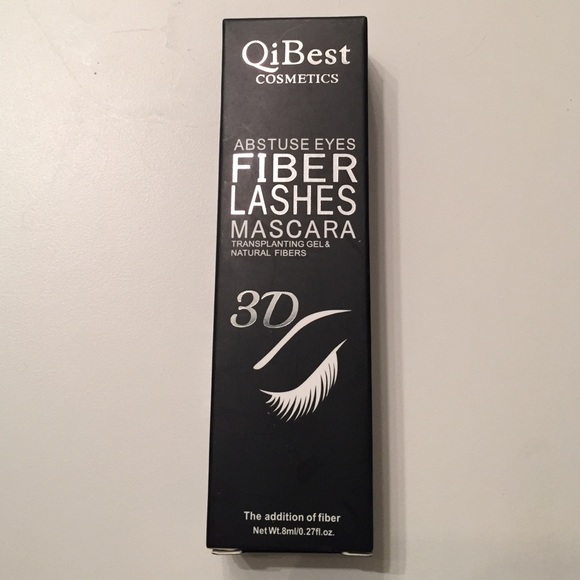 QiBest
COSMETICS
ABSTUSE EYES
FIBER
LASHES
MASCARA
TRANSPLANTING GEL &
NATURAL FIBERS
3D
The addition of fiber
Net Wt.8ml/0.27fl.oz.